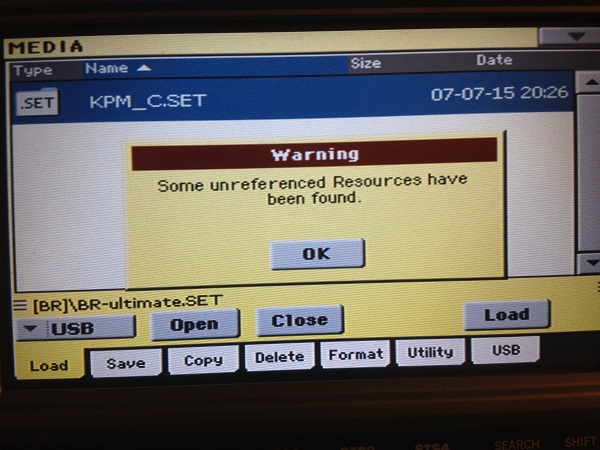 MEDIA
Type Name Size Date
.SET KPM_C.SET 07-07-15 20:26
Warning
Some unreferenced Resources have
been found.
OK
[BR]\BR-ultimate.SET
USB Open Close Load
Load Save Copy Delete Format Utility USB
SEARCH SHIFT